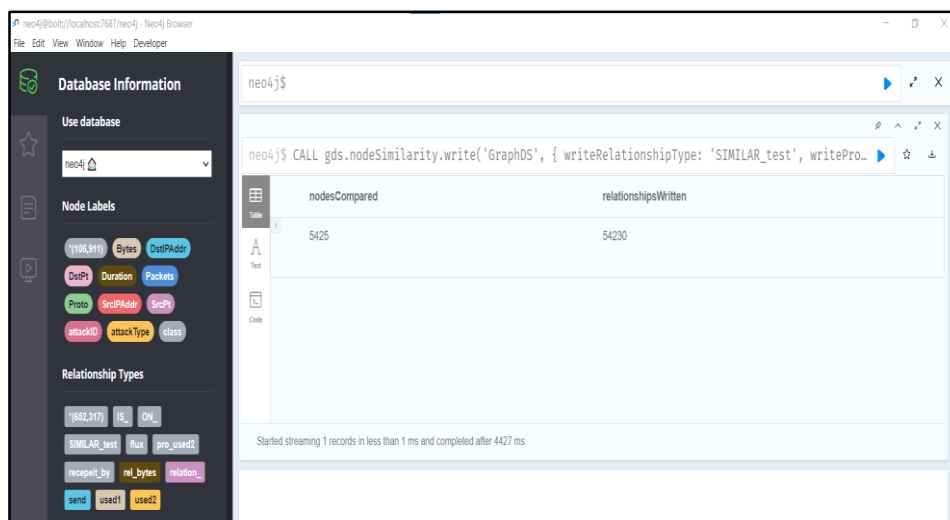 neo4j@bolt://localhost:7687/neo4j - Neo4j Browser
File Edit View Window Help Developer
Database Information
Use database
neo4j
Node Labels
*(106,911) Bytes DstIPAddr
DstPt Duration Packets
Proto SrcIPAddr SrcPt
attackID attackType class
Relationship Types
*(652,317) IS_ ON_
SIMILAR_test flux pro_used2
recepeit_by rel_bytes relation_
send used1 used2
neo4j$
neo4j$ CALL gds.nodeSimilarity.write('GraphDS', { writeRelationshipType: 'SIMILAR_test', writePro…
Table
Text
Code
nodesCompared relationshipsWritten
1
5425 54230
Started streaming 1 records in less than 1 ms and completed after 4427 ms.